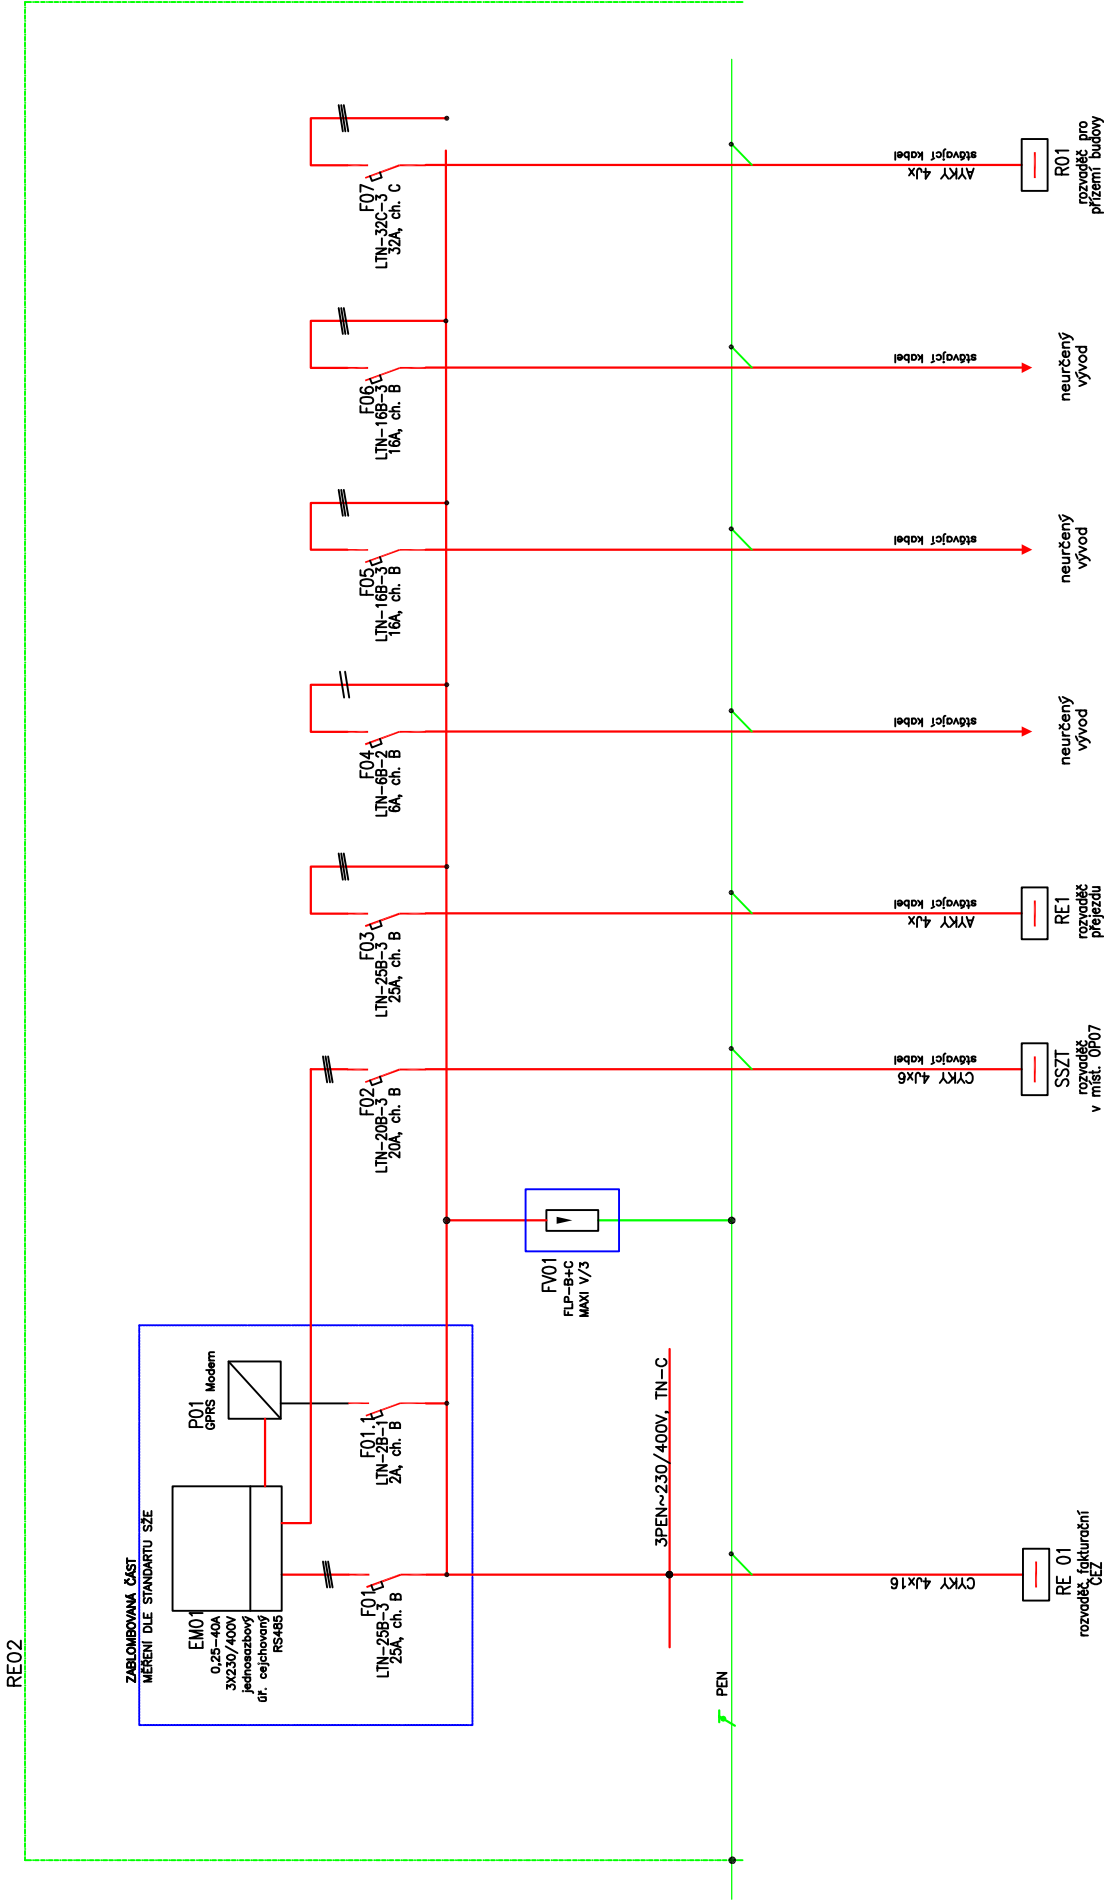 RE02
ZABLOMBOVANÁ ČÁST
MĚŘENÍ DLE STANDARTU SŽE
EM01
0,25-40A
3X230/400V
jednosazbový
úř. cejchovaný
RS485
P01
GPRS Modem
F01
LTN-25B-3
25A, ch. B
F01.1
LTN-2B-1
2A, ch. B
F02
LTN-20B-3
20A, ch. B
F03
LTN-25B-3
25A, ch. B
F04
LTN-6B-2
6A, ch. B
F05
LTN-16B-3
16A, ch. B
F06
LTN-16B-3
16A, ch. B
F07
LTN-32C-3
32A, ch. C
FV01
FLP-B+C
MAXI V/3
3PEN~230/400V, TN-C
PEN
CYKY 4Jx16
CYKY 4Jx6
stávající kabel
AYKY 4Jx
stávající kabel
stávající kabel
stávající kabel
stávající kabel
AYKY 4Jx
stávající kabel
RE 01
rozvaděč fakturační
ČEZ
SSZT
rozvaděč
v míst. OP07
RE1
rozvaděč
přejezdu
neurčený
vývod
neurčený
vývod
neurčený
vývod
R01
rozvaděč pro
přízemí budovy